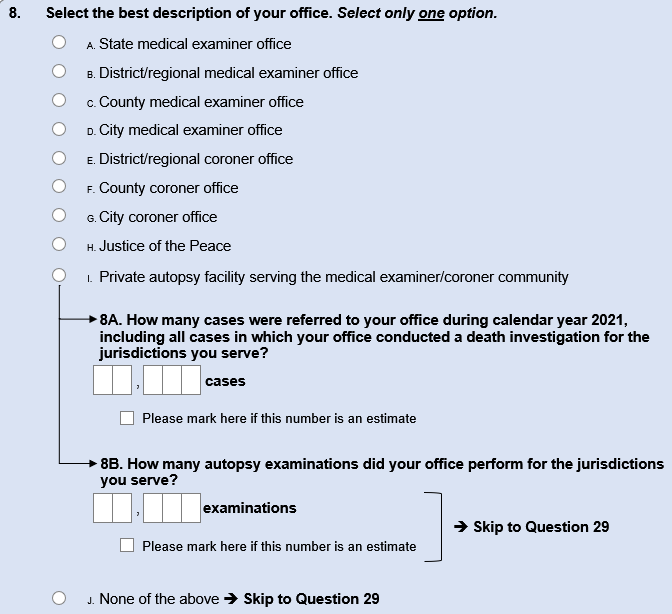 8. Select the best description of your office. Select only one option.
A. State medical examiner office
B. District/regional medical examiner office
C. County medical examiner office
D. City medical examiner office
E. District/regional coroner office
F. County coroner office
G. City coroner office
H. Justice of the Peace
I. Private autopsy facility serving the medical examiner/coroner community
8A. How many cases were referred to your office during calendar year 2021,
including all cases in which your office conducted a death investigation for the
jurisdictions you serve?
, cases
Please mark here if this number is an estimate
8B. How many autopsy examinations did your office perform for the jurisdictions
you serve?
, examinations
→ Skip to Question 29
Please mark here if this number is an estimate
J. None of the above → Skip to Question 29